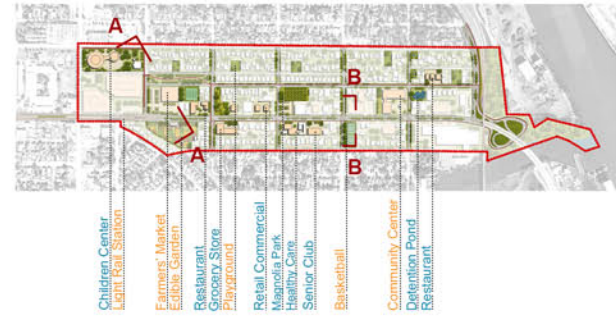 A
B
A
B
Children Center
Light Rail Station
Farmers' Market
Edible Garden
Restaurant
Grocery Store
Playground
Retail Commercial
Magnolia Park
Healthy Care
Senior Club
Basketball
Community Center
Detention Pond
Restaurant